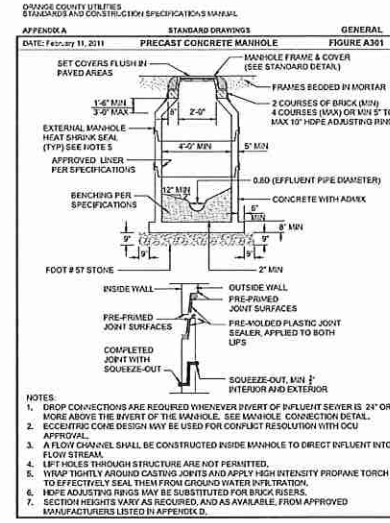 ORANGE COUNTY UTILITIES
STANDARDS AND CONSTRUCTION SPECIFICATIONS MANUAL
APPENDIX A STANDARD DRAWINGS GENERAL
DATE: February 11, 2011 PRECAST CONCRETE MANHOLE FIGURE A301
SET COVERS FLUSH IN
PAVED AREAS
MANHOLE FRAME & COVER
(SEE STANDARD DETAIL)
FRAMES BEDDED IN MORTAR
1'-6" MIN
3'-0" MAX
8"
2'-0"
2 COURSES OF BRICK (MIN)
4 COURSES (MAX) OR MIN 5" TO
MAX 10" HDPE ADJUSTING RING
EXTERNAL MANHOLE
HEAT SHRINK SEAL
(TYP) SEE NOTE 5
4'-0" MIN
5" MIN
APPROVED LINER
PER SPECIFICATIONS
0.8D (EFFLUENT PIPE DIAMETER)
12" MIN
BENCHING PER
SPECIFICATIONS
CONCRETE WITH ADMIX
6"
MIN
8" MIN
9"
9"
9"
9"
FDOT # 57 STONE
2" MIN
INSIDE WALL
OUTSIDE WALL
PRE-PRIMED
JOINT SURFACES
PRE-PRIMED
JOINT SURFACES
PRE-MOLDED PLASTIC JOINT
SEALER, APPLIED TO BOTH
LIPS
COMPLETED
JOINT WITH
SQUEEZE-OUT
SQUEEZE-OUT, MIN ½"
INTERIOR AND EXTERIOR
NOTES:
1. DROP CONNECTIONS ARE REQUIRED WHENEVER INVERT OF INFLUENT SEWER IS 24" OR
MORE ABOVE THE INVERT OF THE MANHOLE. SEE MANHOLE CONNECTION DETAIL.
2. ECCENTRIC CONE DESIGN MAY BE USED FOR CONFLICT RESOLUTION WITH OCU
APPROVAL.
3. A FLOW CHANNEL SHALL BE CONSTRUCTED INSIDE MANHOLE TO DIRECT INFLUENT INTO
FLOW STREAM.
4. LIFT HOLES THROUGH STRUCTURE ARE NOT PERMITTED.
5. WRAP TIGHTLY AROUND CASTING JOINTS AND APPLY HIGH INTENSITY PROPANE TORCH
TO EFFECTIVELY SEAL THEM FROM GROUND WATER INFILTRATION.
6. HDPE ADJUSTING RINGS MAY BE SUBSTITUTED FOR BRICK RISERS.
7. SECTION HEIGHTS VARY AS REQUIRED, AND AS AVAILABLE, FROM APPROVED
MANUFACTURERS LISTED IN APPENDIX D.